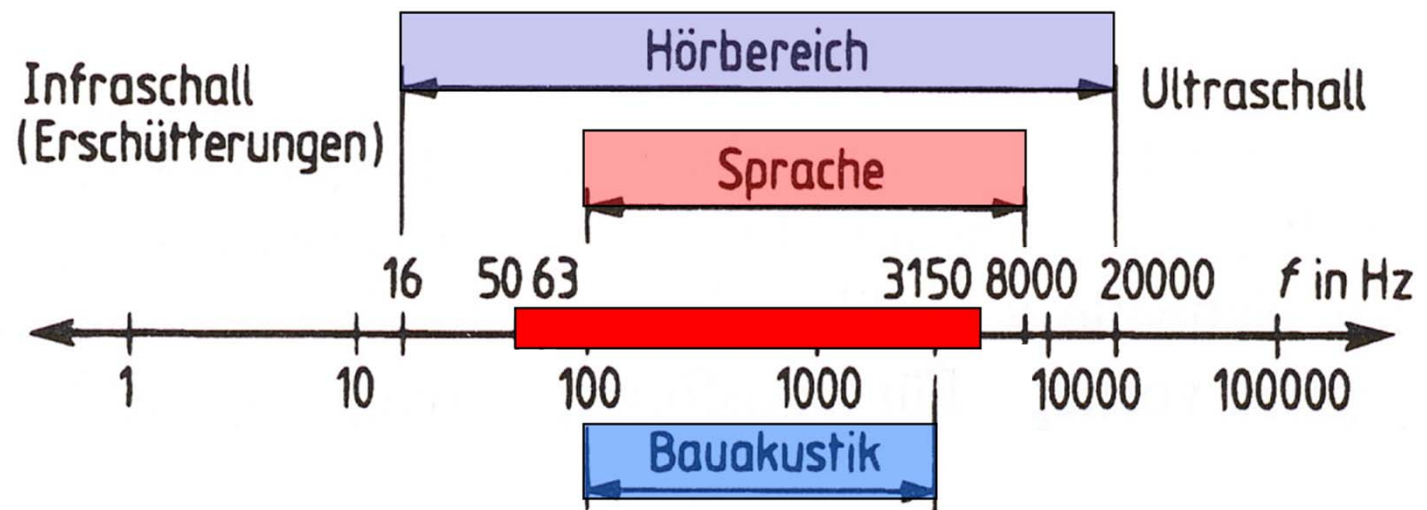 Hörbereich
Infraschall
(Erschütterungen)
Ultraschall
Sprache
16 50 63 3150 8000 20000 f in Hz
1 10 100 1000 10000 100000
Bauakustik